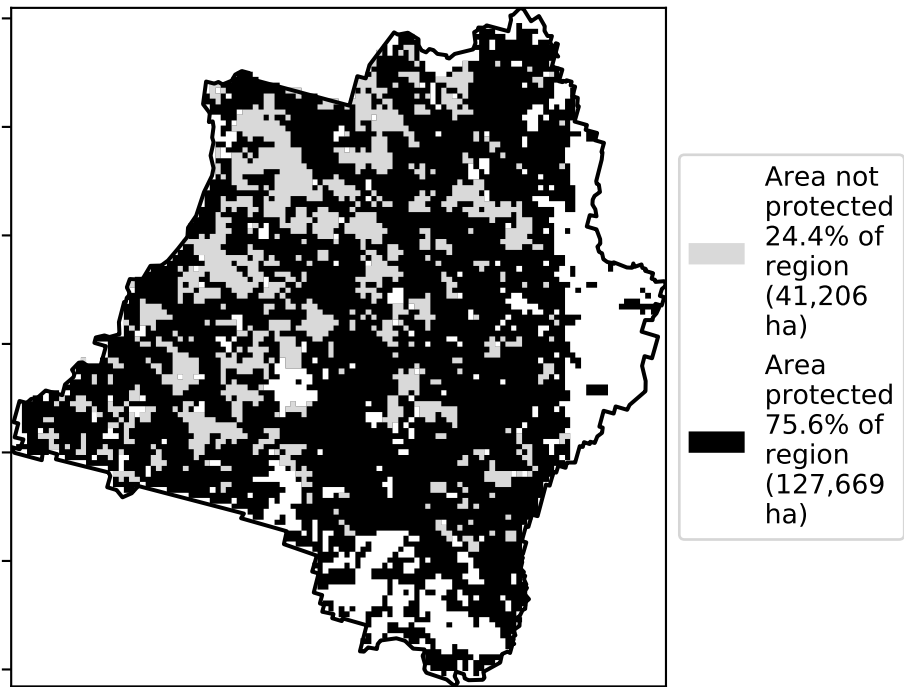 Area not
protected
24.4% of
region
(41,206
ha)
Area
protected
75.6% of
region
(127,669
ha)